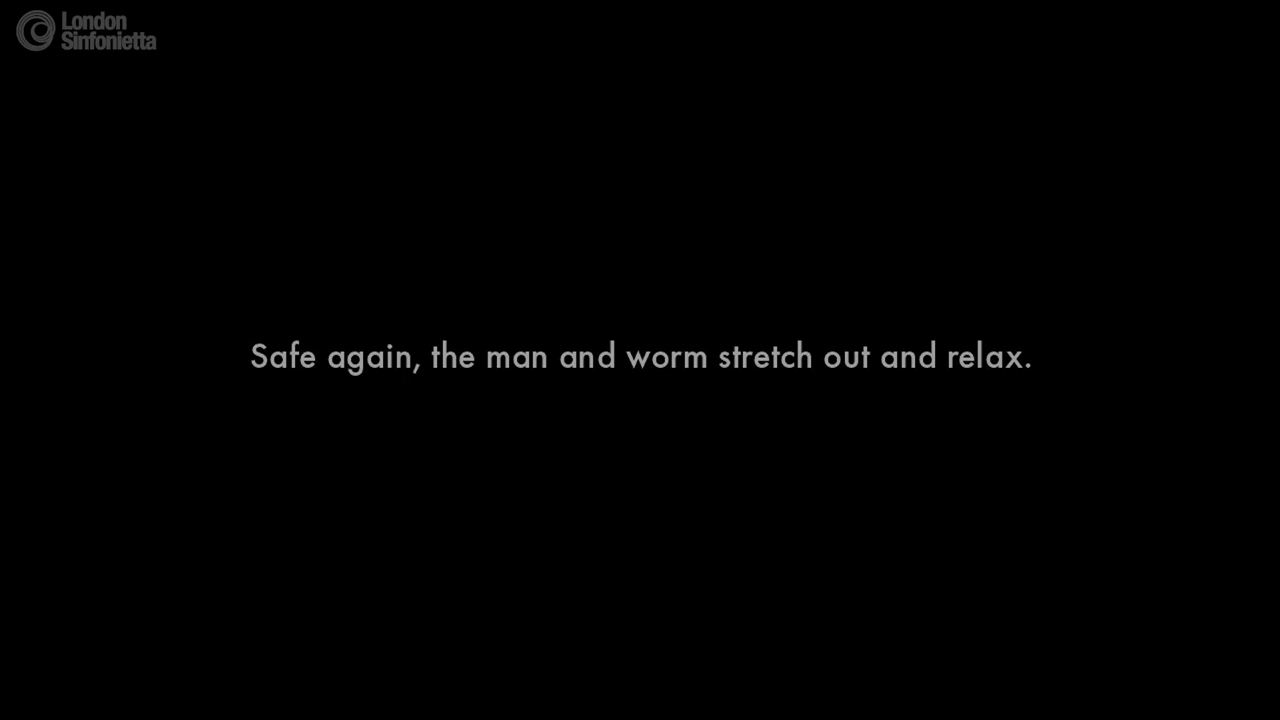 London
Sinfonietta
Safe again, the man and worm stretch out and relax.